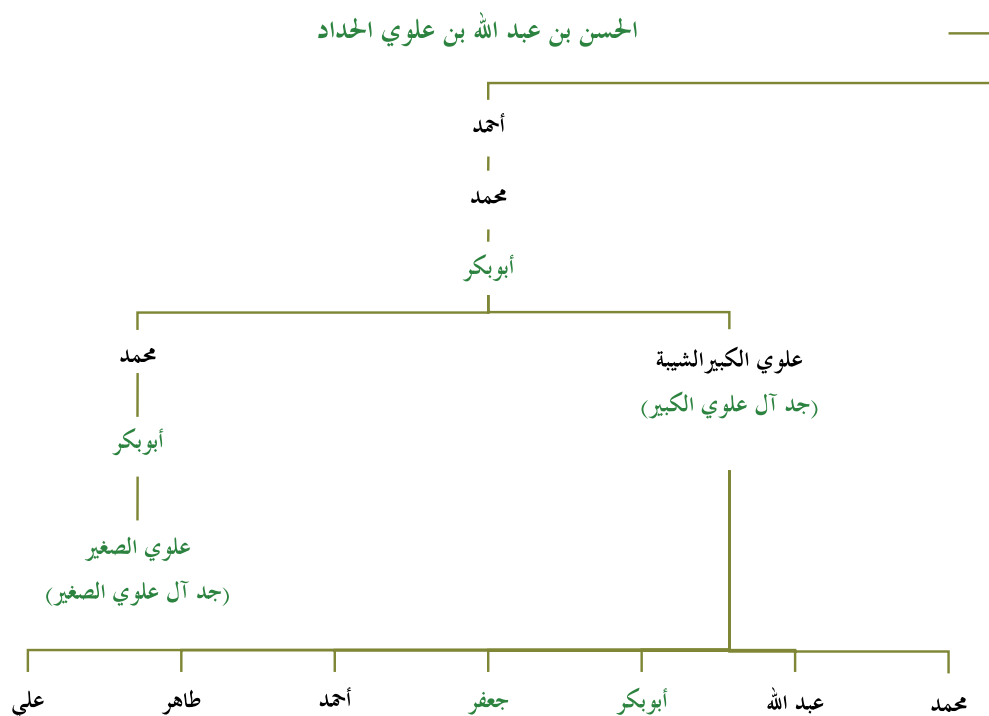 الحسن بن عبد الله بن علوي الحداد
أحمد
محمد
أبوبكر
علوي الكبيرالشيبة
محمد
(جد آل علوي الكبير)
أبوبكر
علوي الصغير
(جد آل علوي الصغير)
محمد عبد الله أبوبكر جعفر أحمد طاهر علي